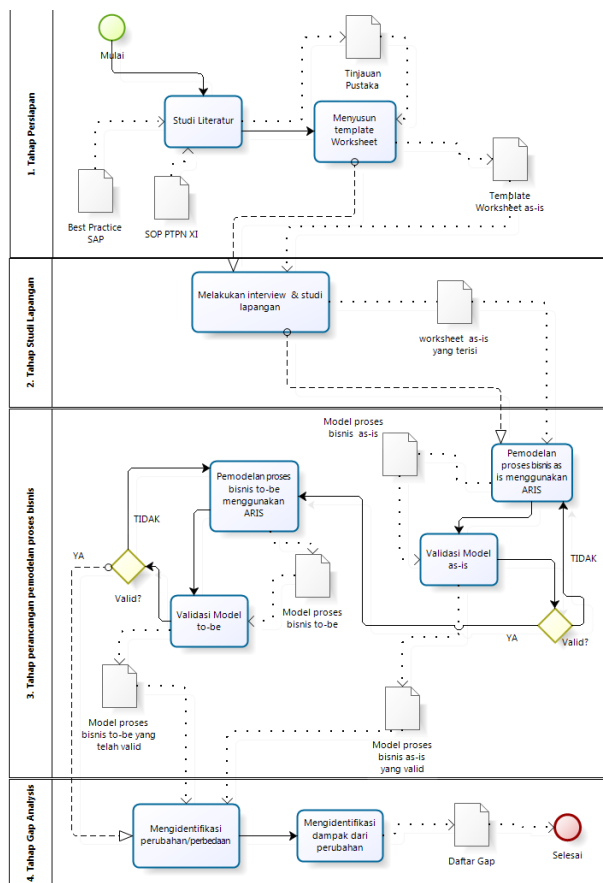 1. Tahap Persiapan
Mulai
Studi Literatur
Tinjauan
Pustaka
Menyusun
template
Worksheet
Best Practice
SAP
SOP PTPN XI
Template
Worksheet as-is
2. Tahap Studi Lapangan
Melakukan interview & studi
lapangan
worksheet as-is
yang terisi
3. Tahap perancangan pemodelan proses bisnis
Model proses
bisnis as-is
Pemodelan
proses bisnis as
is menggunakan
ARIS
Pemodelan proses
bisnis to-be
menggunakan
ARIS
TIDAK
TIDAK
YA
Valid?
Validasi Model
as-is
Model proses
bisnis to-be
Validasi Model
to-be
YA
Valid?
Model proses
bisnis to-be yang
telah valid
Model proses
bisnis as-is
yang valid
4. Tahap Gap Analysis
Mengidentifikasi
perubahan/perbedaan
Mengidentifikasi
dampak dari
perubahan
Daftar Gap
Selesai